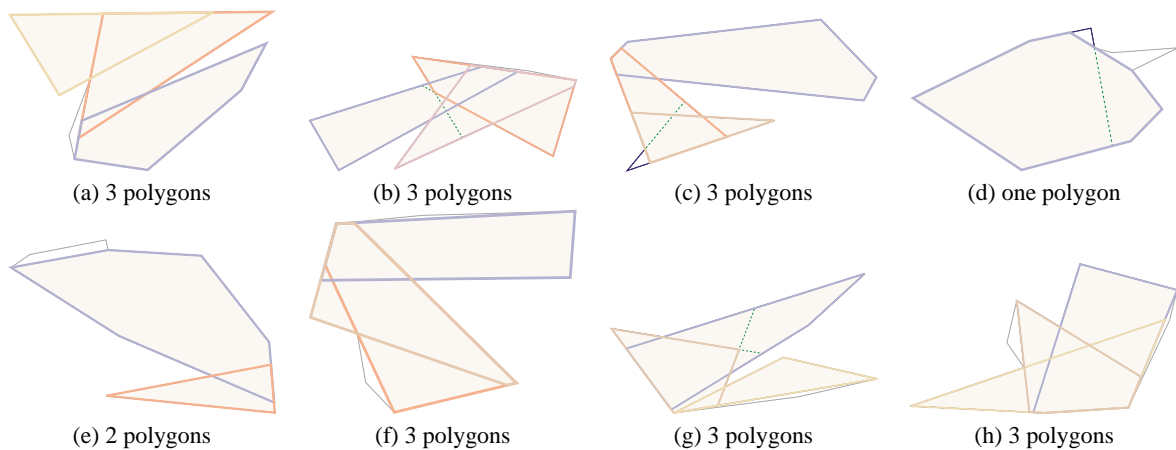 (a) 3 polygons
(b) 3 polygons
(c) 3 polygons
(d) one polygon
(e) 2 polygons
(f) 3 polygons
(g) 3 polygons
(h) 3 polygons